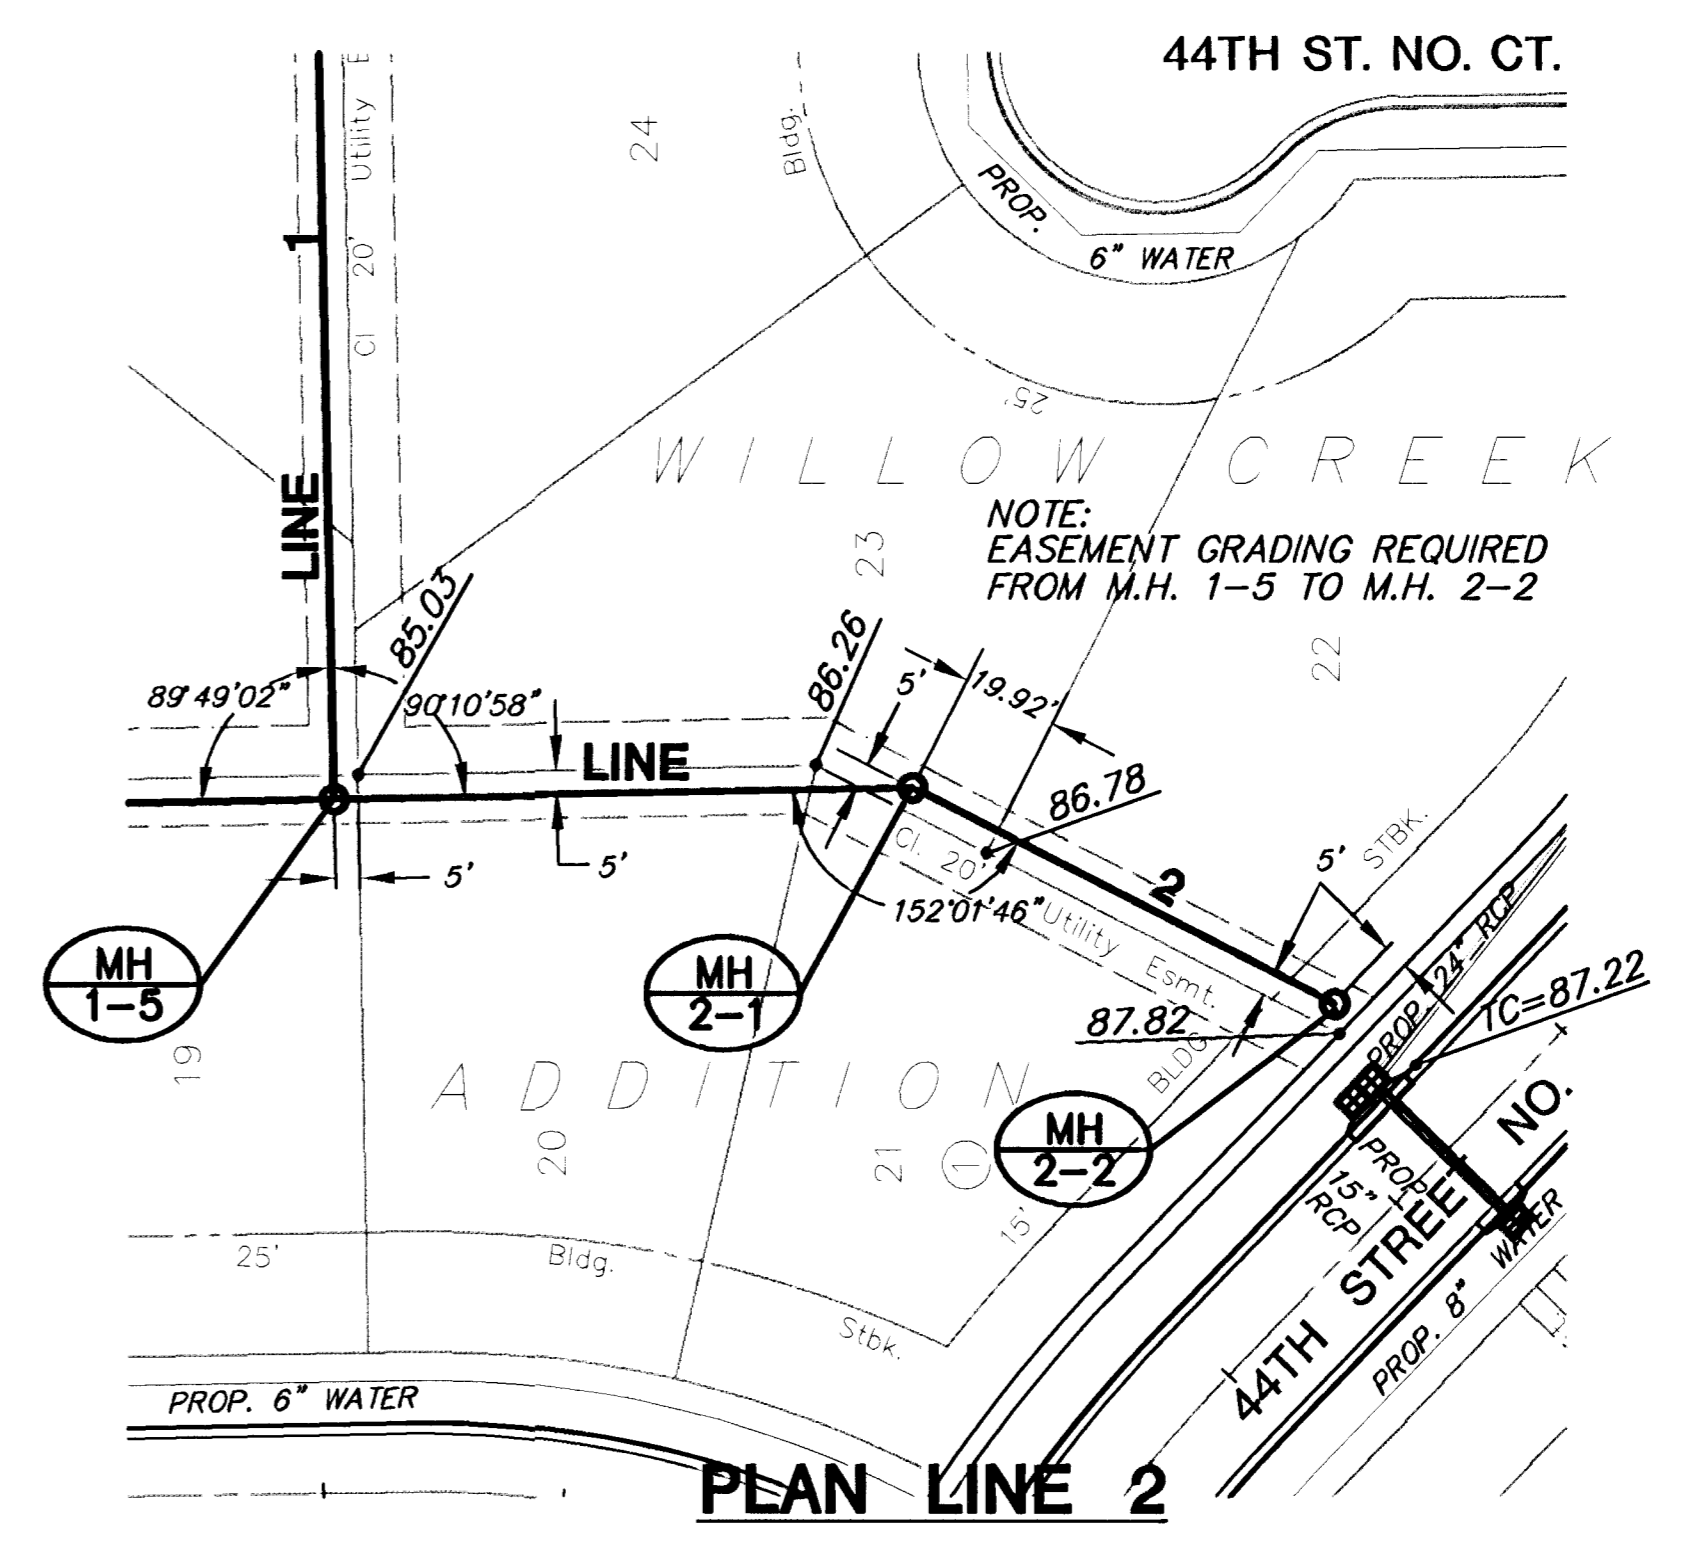 44TH ST. NO. CT.
Utility E
Cl 20'
24
Bldg.
PROP.
6" WATER
1
LINE
25'
WILLOW CREEK
NOTE:
EASEMENT GRADING REQUIRED
FROM M.H. 1-5 TO M.H. 2-2
23
22
85.03
86.26
5'
19.92'
89°49'02"
90°10'58"
LINE
86.78
Cl. 20' Utility Esmt.
2
5'
STBK.
5'
5'
152°01'46"
MH
1-5
MH
2-1
87.82
BLDG.
PROP. 24" RCP
TC=87.22
NO.
19
ADDITION
20
21
1
MH
2-2
PROP.
15"
RCP
15'
25'
Bldg.
Stbk.
44TH STREE
PROP. 8" WATER
PROP. 6" WATER
PLAN LINE 2